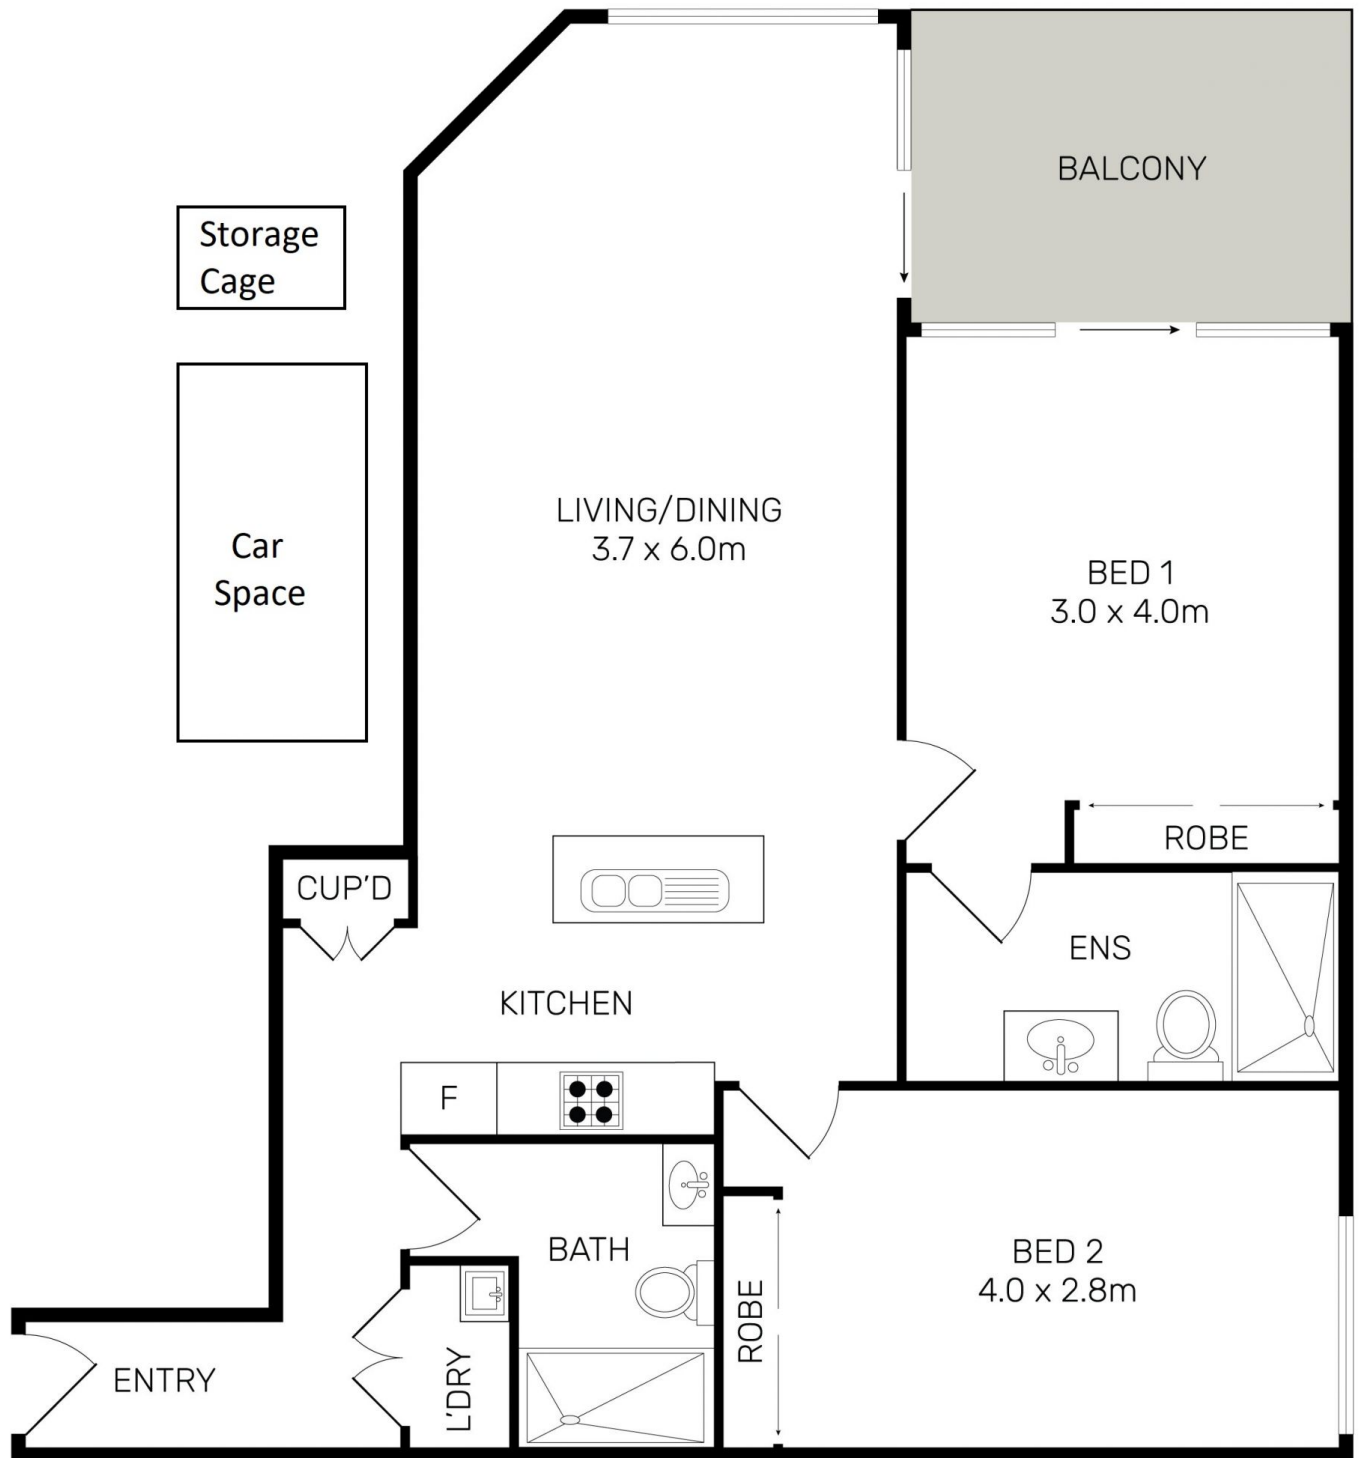 BALCONY
Storage
Cage
LIVING/DINING
3.7 x 6.0m
Car
Space
BED 1
3.0 x 4.0m
ROBE
CUP'D
ENS
KITCHEN
F
BATH
BED 2
4.0 x 2.8m
ROBE
ENTRY
L'DRY